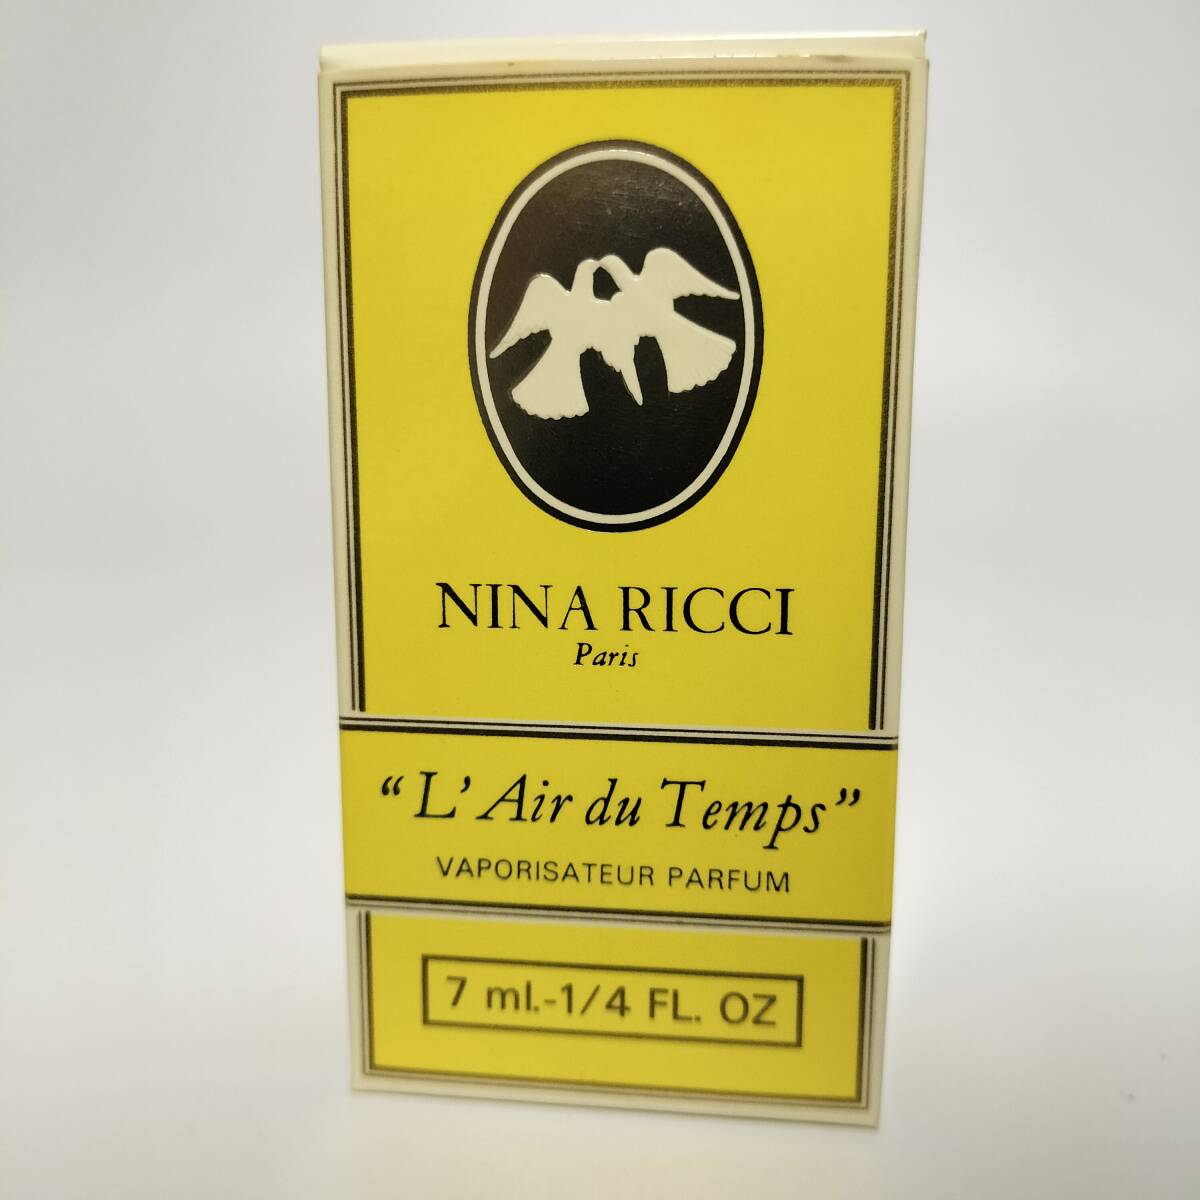 NINA RICCI
Paris
“L’Air du Temps”
VAPORISATEUR PARFUM
7 ml.-1/4 FL. OZ